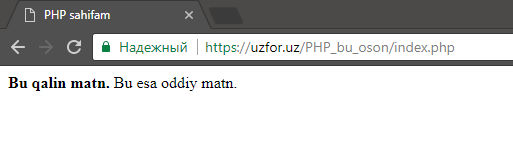 PHP sahifam
Надежный https://uzfor.uz/PHP_bu_oson/index.php
Bu qalin matn. Bu esa oddiy matn.